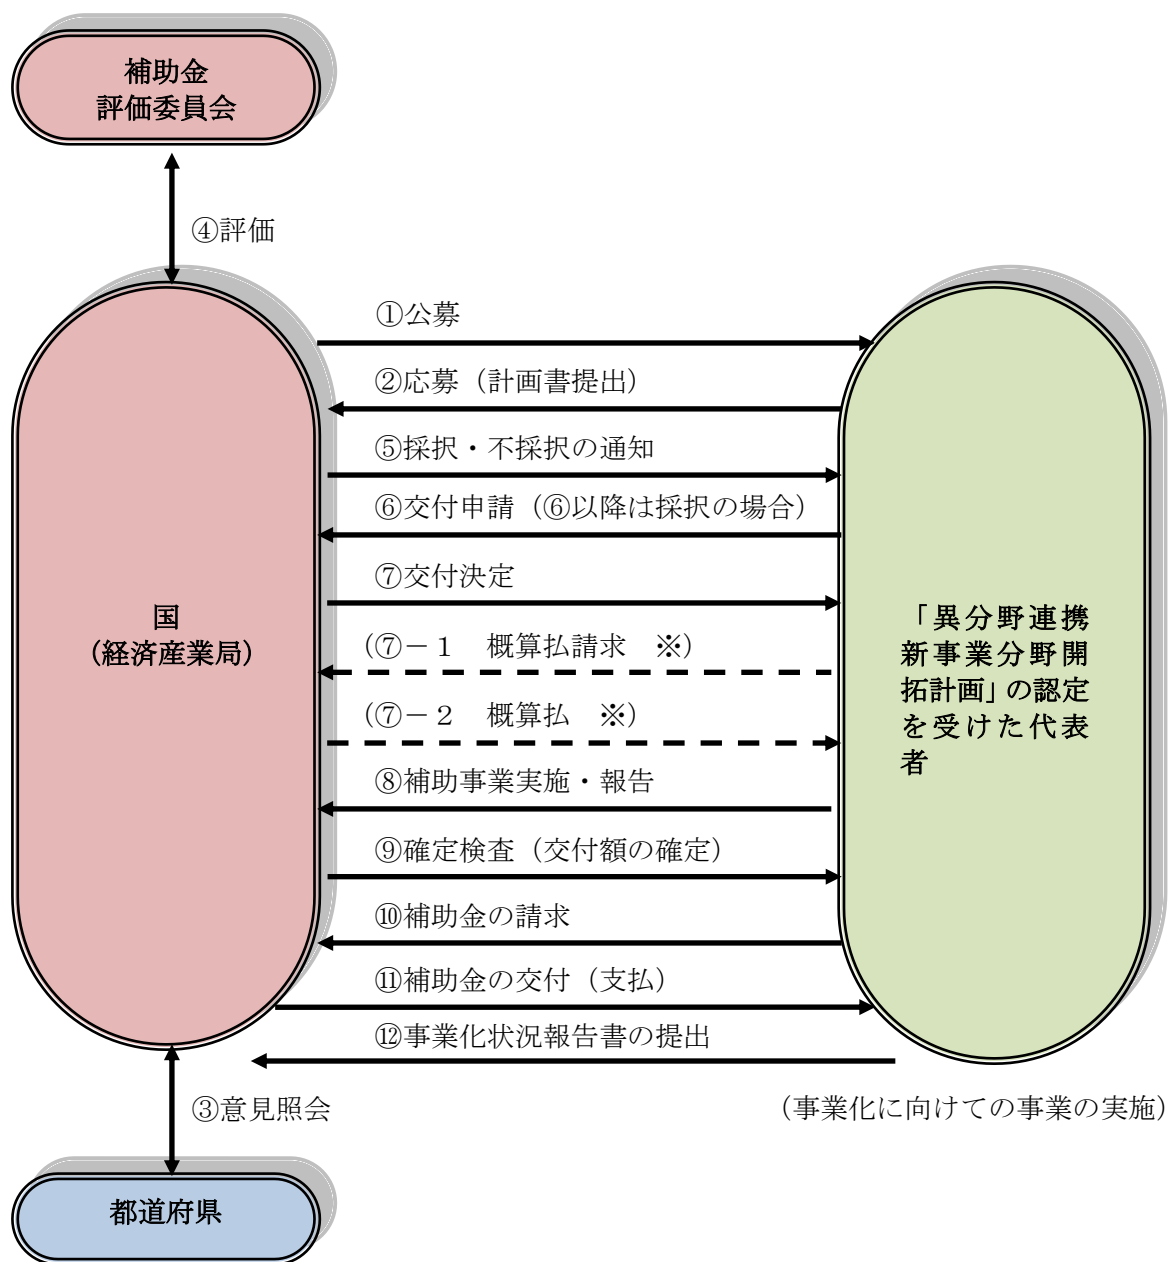 補助金
評価委員会
④評価
①公募
②応募（計画書提出）
⑤採択・不採択の通知
⑥交付申請（⑥以降は採択の場合）
⑦交付決定
（⑦－１　概算払請求　※）
（⑦－２　概算払　※）
⑧補助事業実施・報告
⑨確定検査（交付額の確定）
⑩補助金の請求
⑪補助金の交付（支払）
⑫事業化状況報告書の提出
国
（経済産業局）
「異分野連携
新事業分野開
拓計画」の認定
を受けた代表
者
③意見照会
（事業化に向けての事業の実施）
都道府県